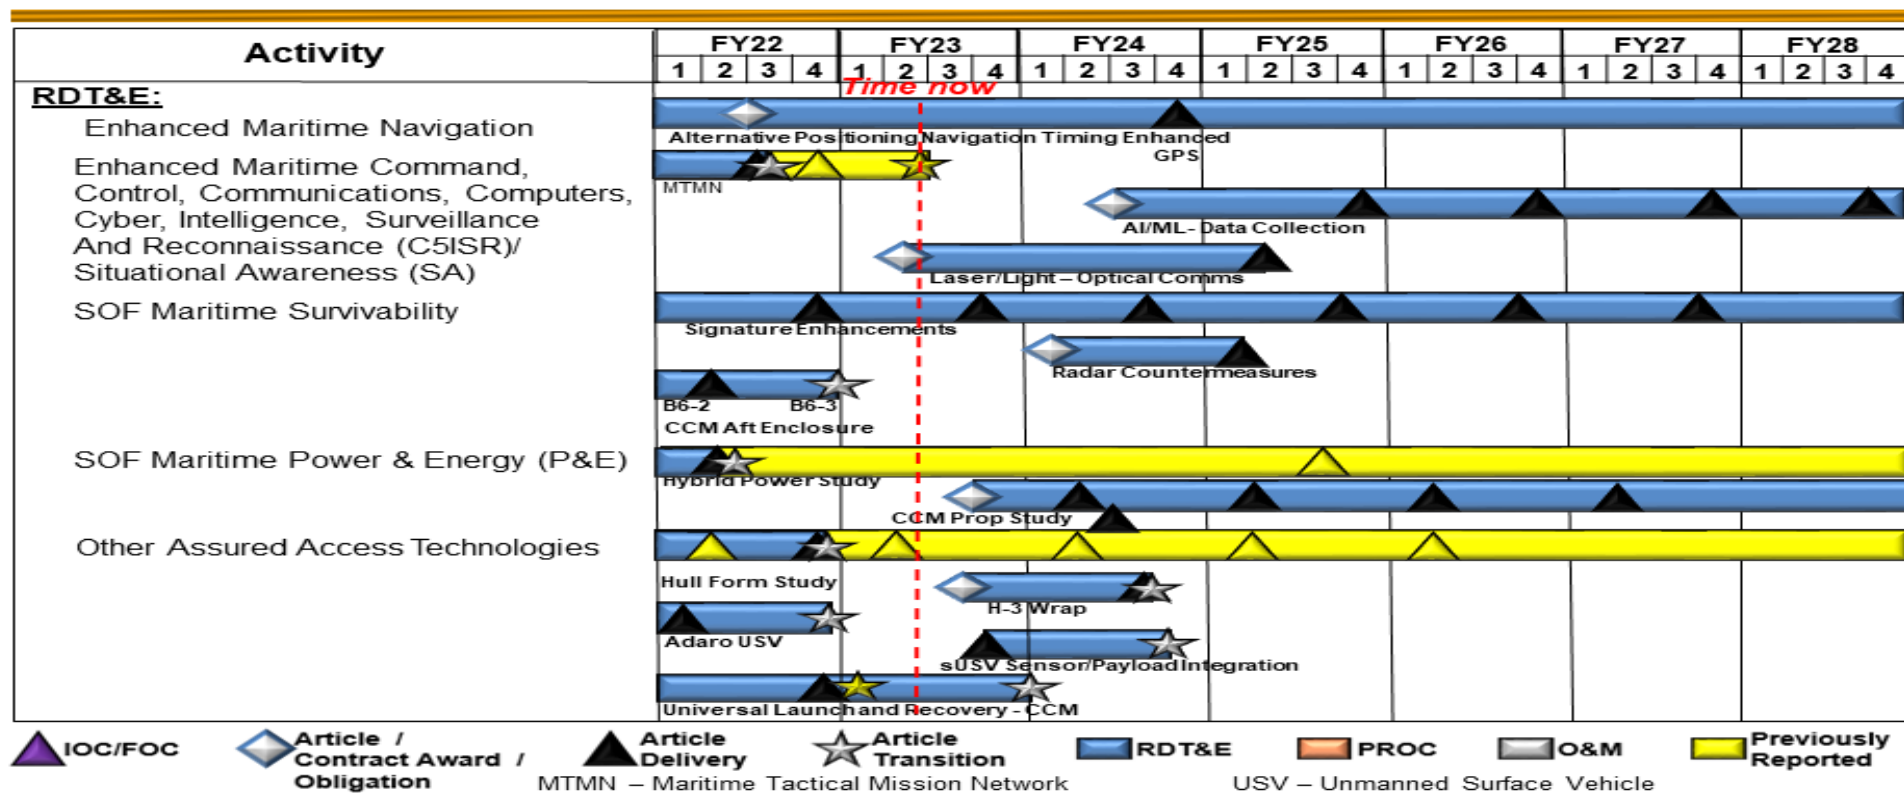 Activity
FY22 FY23 FY24 FY25 FY26 FY27 FY28
1 2 3 4 1 2 3 4 1 2 3 4 1 2 3 4 1 2 3 4 1 2 3 4 1 2 3 4
Time now
RDT&E:
Enhanced Maritime Navigation
Alternative Positioning Navigation Timing Enhanced
GPS
Enhanced Maritime Command,
Control, Communications, Computers,
Cyber, Intelligence, Surveillance
And Reconnaissance (C5ISR)/
Situational Awareness (SA)
MTMN
AI/ML- Data Collection
Laser/Light – Optical Comms
SOF Maritime Survivability
Signature Enhancements
Radar Countermeasures
B6-2 B6-3
CCM Aft Enclosure
SOF Maritime Power & Energy (P&E)
Hybrid Power Study
CCM Prop Study
Other Assured Access Technologies
Hull Form Study
H-3 Wrap
Adaro USV
sUSV Sensor/Payload Integration
Universal Launch and Recovery - CCM
IOC/FOC
Article /
Contract Award /
Obligation
Article
Delivery
Article
Transition
RDT&E
PROC
O&M
Previously
Reported
MTMN – Maritime Tactical Mission Network
USV – Unmanned Surface Vehicle